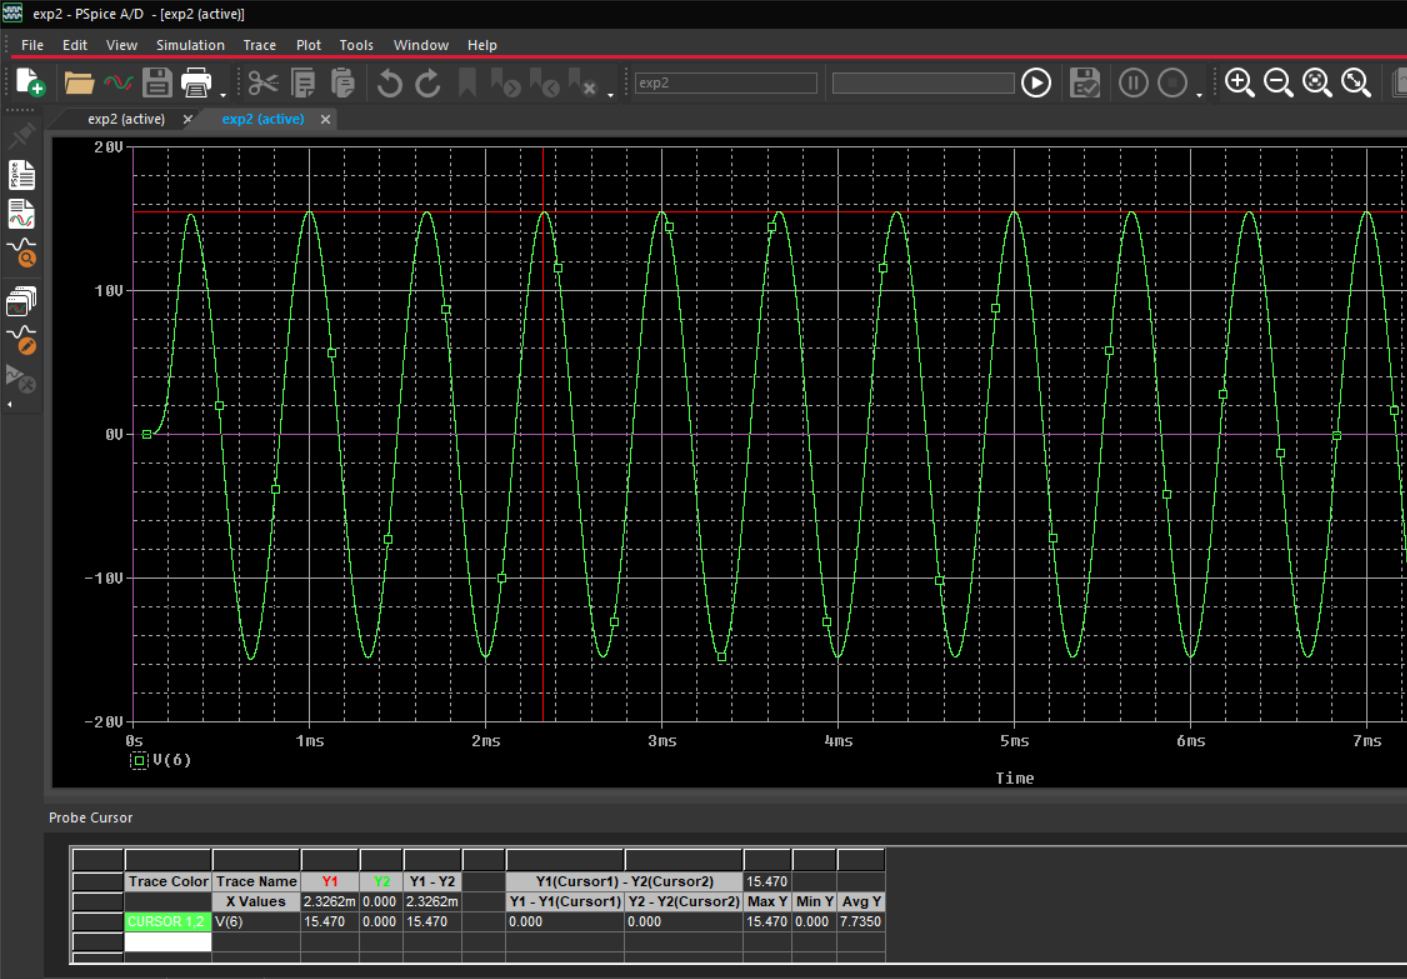 exp2 - PSpice A/D - [exp2 (active)]
File Edit View Simulation Trace Plot Tools Window Help
exp2
exp2 (active) exp2 (active)
PSpice
20V
10V
0V
-10V
-20V
0s 1ms 2ms 3ms 4ms 5ms 6ms 7ms
V(6)
Time
Probe Cursor
Y1(Cursor1) - Y2(Cursor2) 15.470
Trace Color Trace Name Y1 Y2 Y1 - Y2
X Values 2.3262m 0.000 2.3262m Y1 - Y1(Cursor1) Y2 - Y2(Cursor2) Max Y Min Y Avg Y
CURSOR 1,2 V(6) 15.470 0.000 15.470 0.000 0.000 15.470 0.000 7.7350